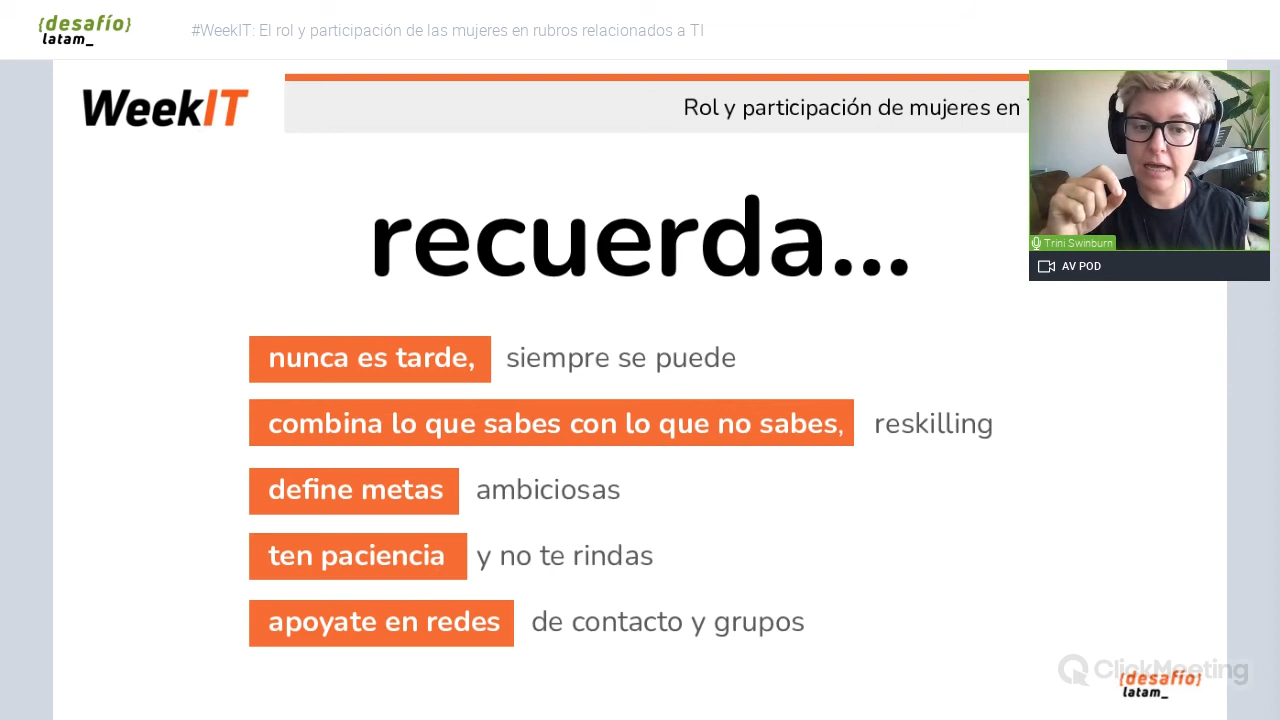 {desafío}
latam_
#WeekIT: El rol y participación de las mujeres en rubros relacionados a TI
WeekIT
Rol y participación de mujeres en
Trini Swinburn
AV POD
recuerda...
nunca es tarde, siempre se puede
combina lo que sabes con lo que no sabes, reskilling
define metas ambiciosas
ten paciencia y no te rindas
apoyate en redes de contacto y grupos
ClickMeeting
{desafío}
latam_